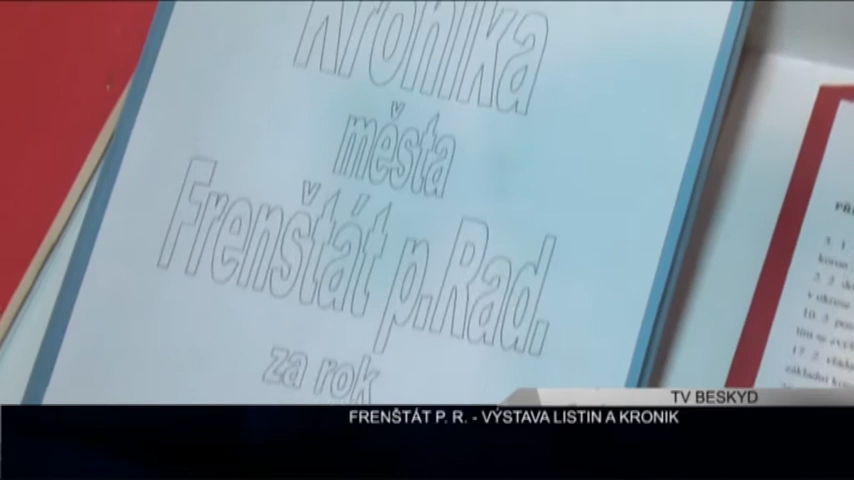 Kronika
města
Frenštát p.Rad.
za rok
TV BESKYD
FRENŠTÁT P. R. - VÝSTAVA LISTIN A KRONIK